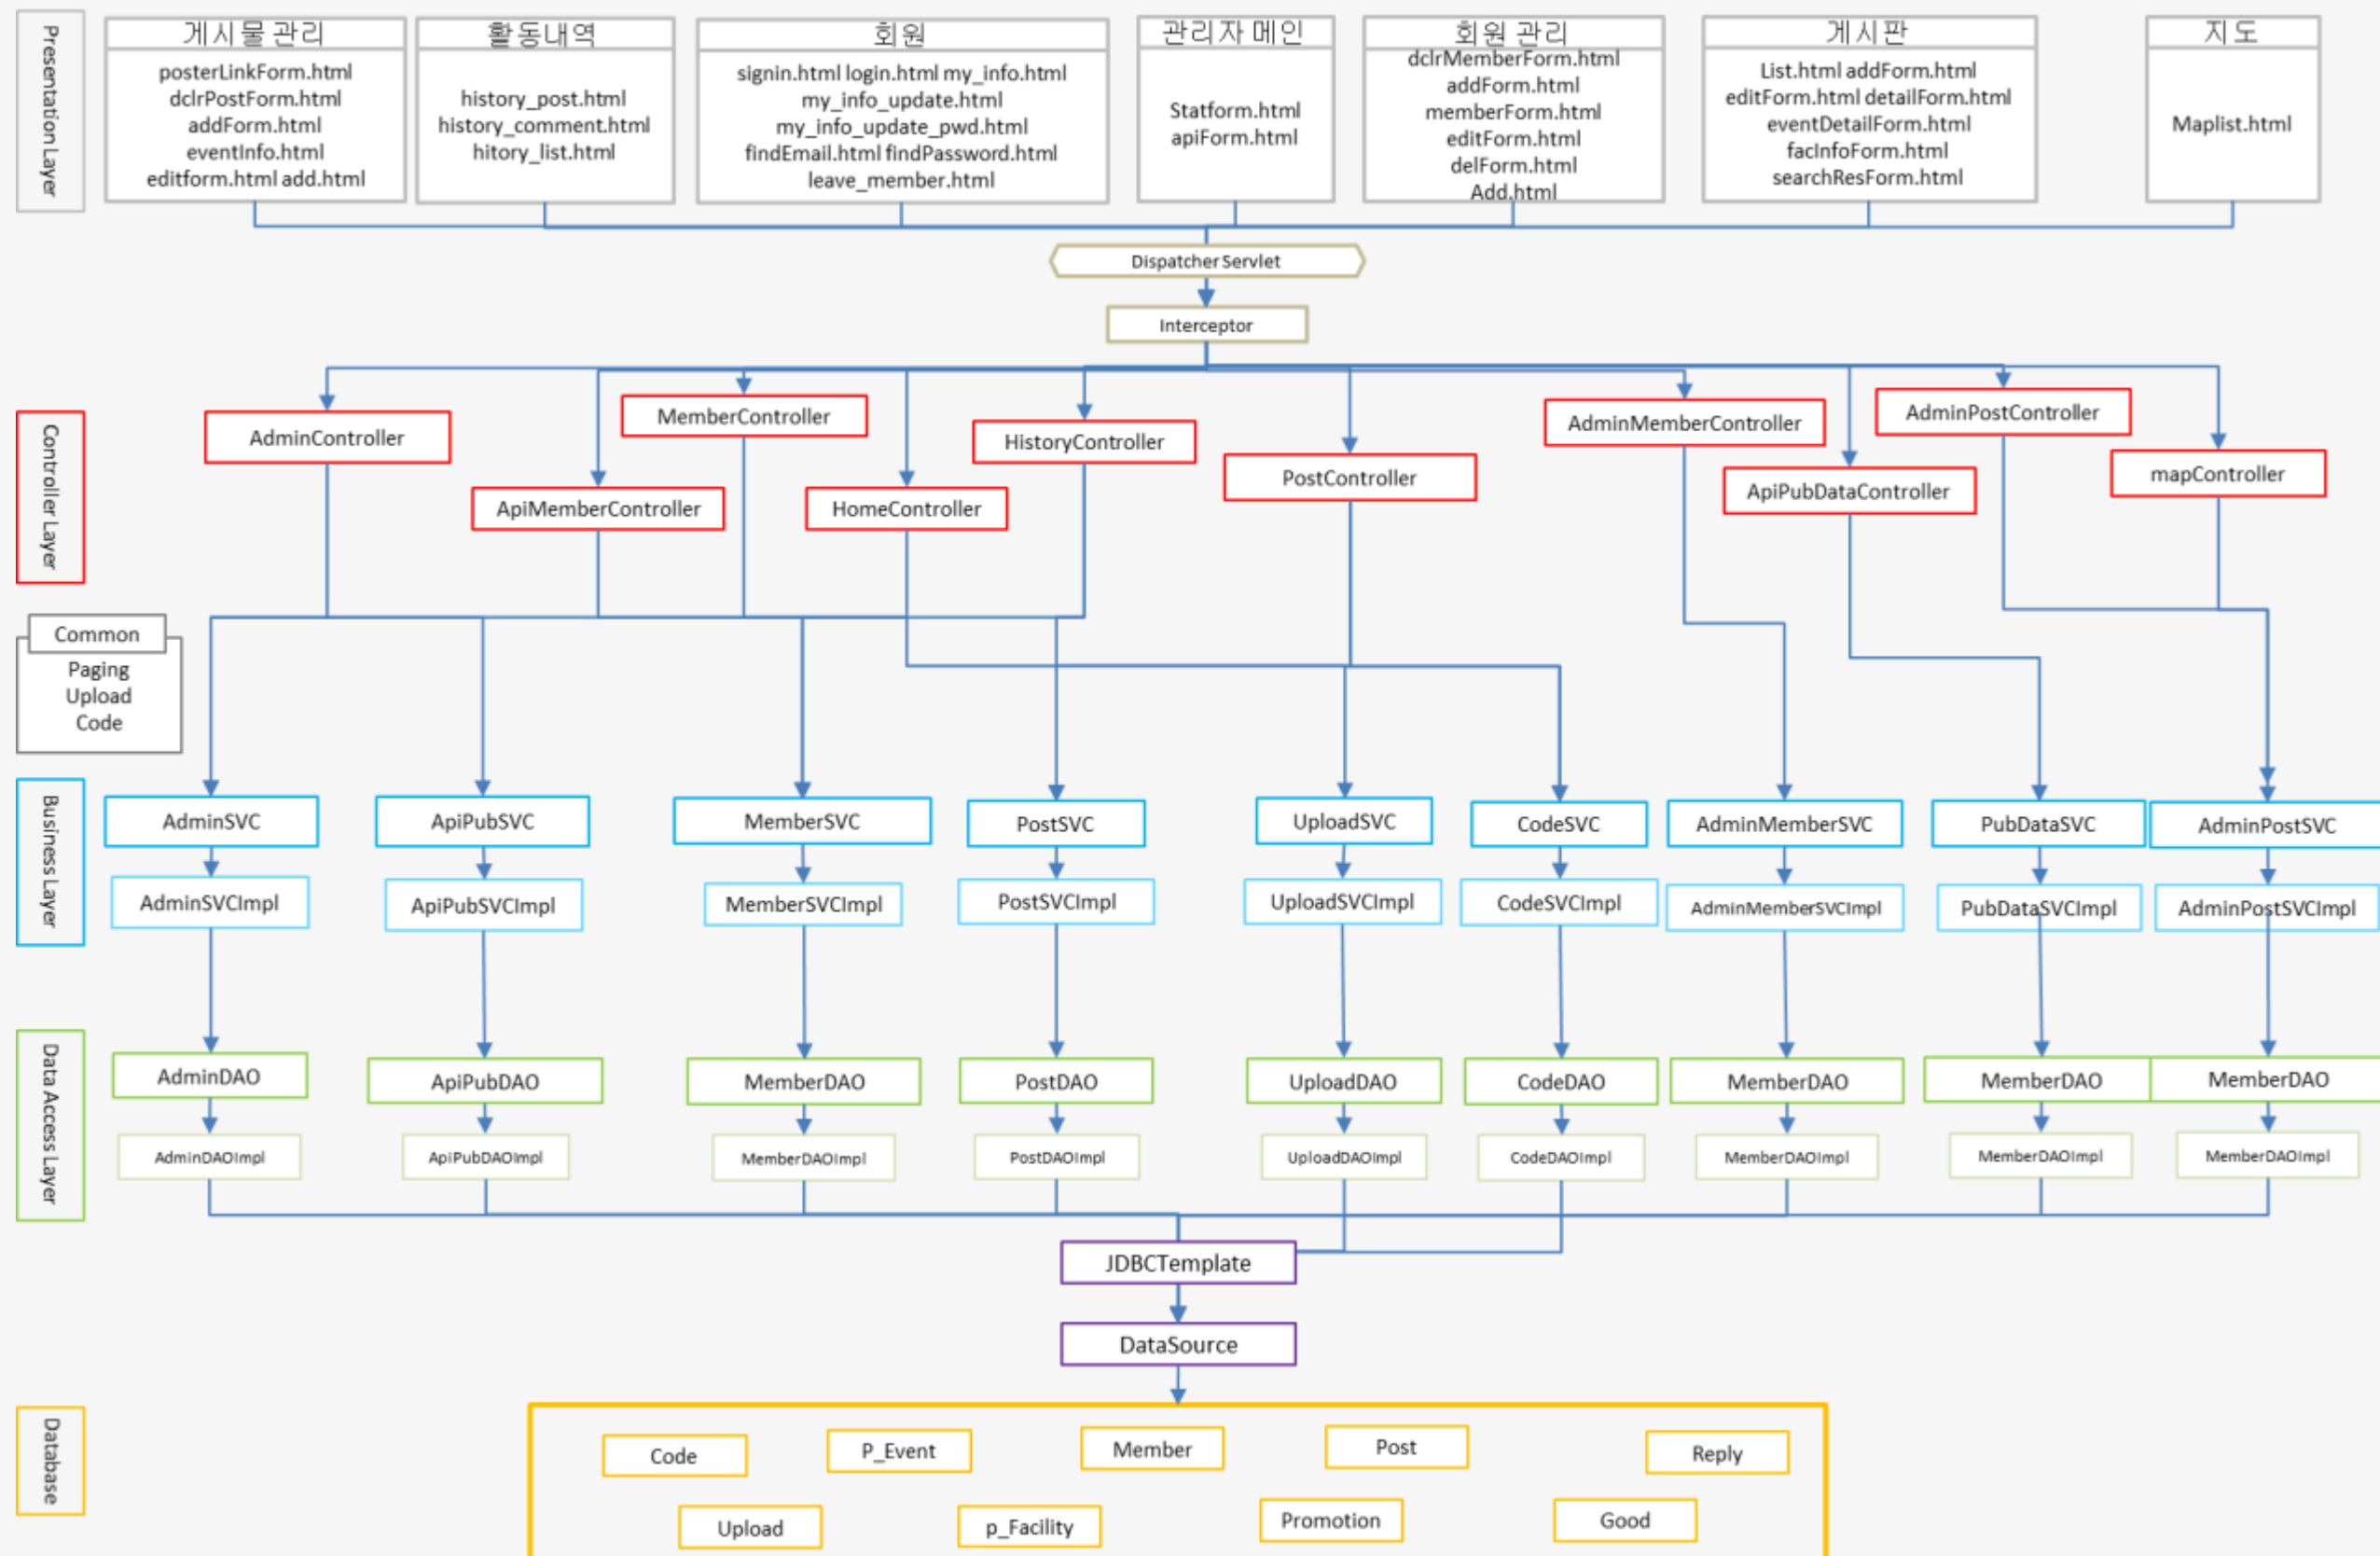 Presentation Layer
게시물 관리
posterLinkForm.html
dclrPostForm.html
addForm.html
eventInfo.html
editform.html add.html
활동내역
history_post.html
history_comment.html
hitory_list.html
회원
signin.html login.html my_info.html
my_info_update.html
my_info_update_pwd.html
findEmail.html findPassword.html
leave_member.html
관리자 메인
Statform.html
apiForm.html
회원 관리
dclrMemberForm.html
addForm.html
memberForm.html
editForm.html
delForm.html
Add.html
게시판
List.html addForm.html
editForm.html detailForm.html
eventDetailForm.html
facInfoForm.html
searchResForm.html
지도
Maplist.html
Dispatcher Servlet
Interceptor
Controller Layer
AdminController
ApiMemberController
MemberController
HomeController
HistoryController
PostController
AdminMemberController
ApiPubDataController
AdminPostController
mapController
Common
Paging
Upload
Code
Business Layer
AdminSVC
ApiPubSVC
MemberSVC
PostSVC
UploadSVC
CodeSVC
AdminMemberSVC
PubDataSVC
AdminPostSVC
AdminSVCImpl
ApiPubSVCImpl
MemberSVCImpl
PostSVCImpl
UploadSVCImpl
CodeSVCImpl
AdminMemberSVCImpl
PubDataSVCImpl
AdminPostSVCImpl
Data Access Layer
AdminDAO
ApiPubDAO
MemberDAO
PostDAO
UploadDAO
CodeDAO
MemberDAO
MemberDAO
MemberDAO
AdminDAOImpl
ApiPubDAOImpl
MemberDAOImpl
PostDAOImpl
UploadDAOImpl
CodeDAOImpl
MemberDAOImpl
MemberDAOImpl
MemberDAOImpl
JDBCTemplate
DataSource
Database
Code
P_Event
Member
Post
Reply
Upload
p_Facility
Promotion
Good